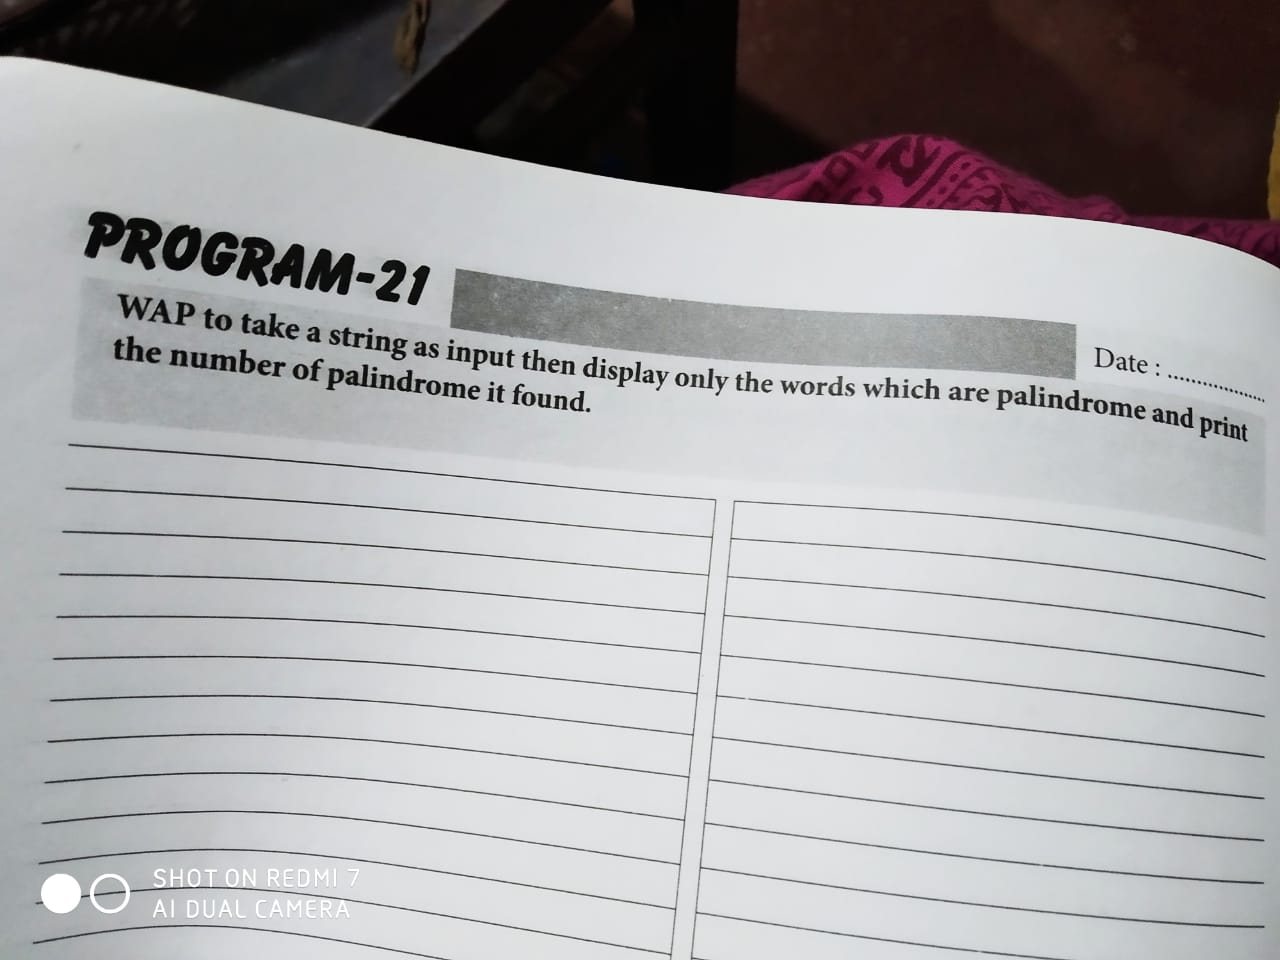 PROGRAM-21
Date : ....................
WAP to take a string as input then display only the words which are palindrome and print
the number of palindrome it found.
SHOT ON REDMI 7
AI DUAL CAMERA